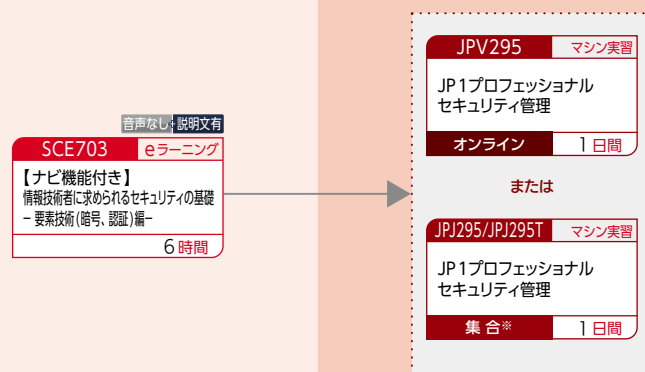 音声なし+説明文有
SCE703 eラーニング
【ナビ機能付き】
情報技術者に求められるセキュリティの基礎
－要素技術(暗号、認証)編－
6時間
JPV295 マシン実習
JP1プロフェッショナル
セキュリティ管理
オンライン 1日間
または
JPJ295/JPJ295T マシン実習
JP1プロフェッショナル
セキュリティ管理
集合※ 1日間